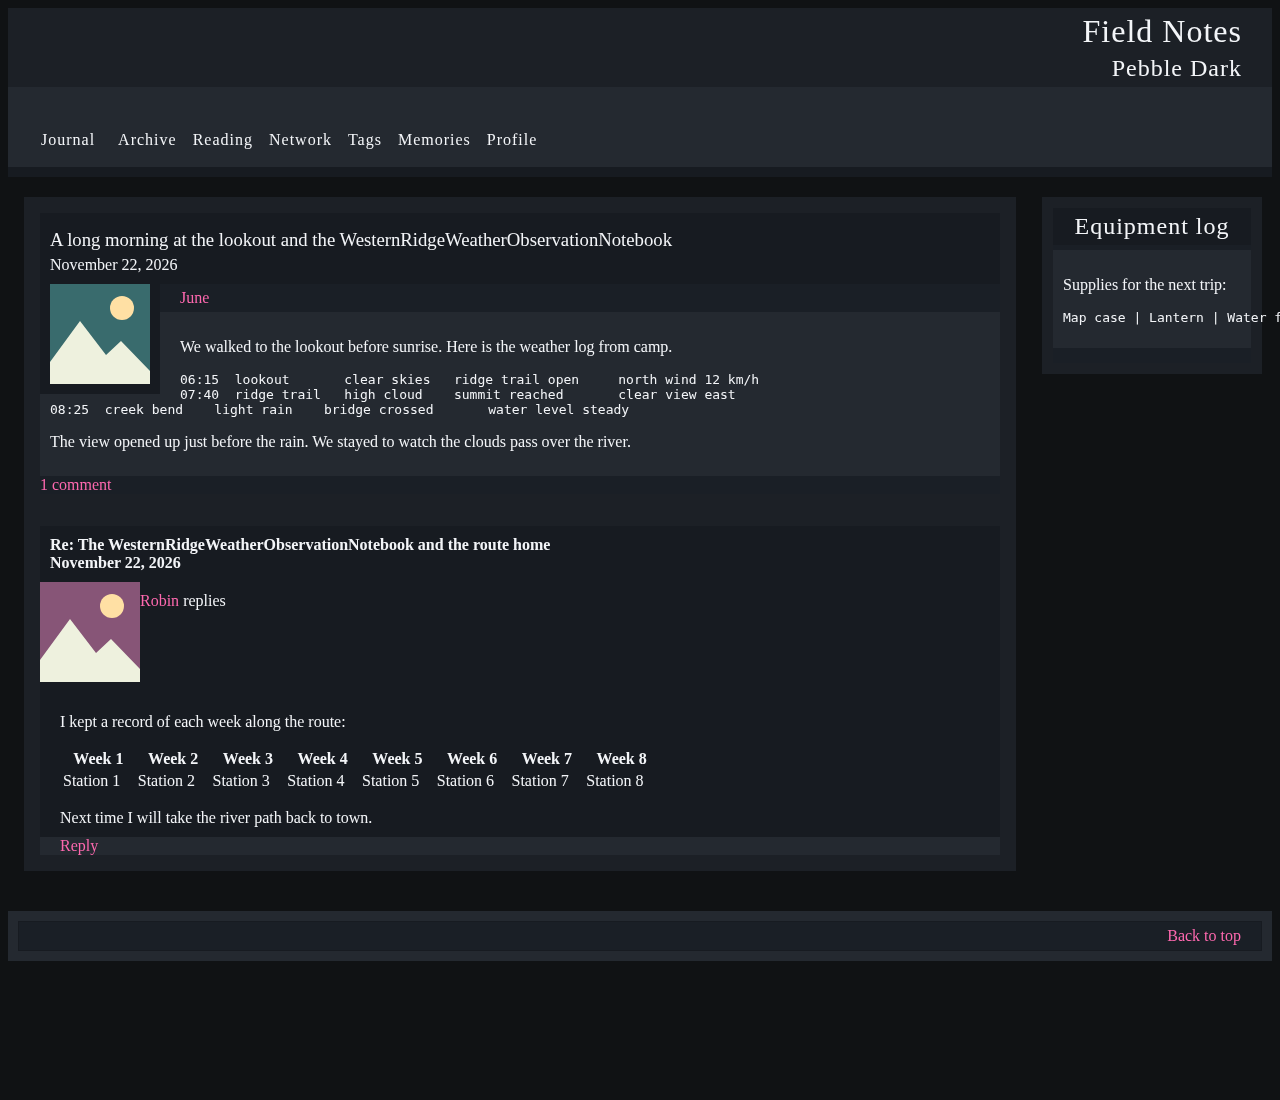 Field Notes
Pebble Dark
Journal Archive Reading Network Tags Memories Profile
A long morning at the lookout and the WesternRidgeWeatherObservationNotebook
November 22, 2026
June
We walked to the lookout before sunrise. Here is the weather log from camp.
06:15  lookout       clear skies   ridge trail open     north wind 12 km/h
07:40  ridge trail   high cloud    summit reached       clear view east
08:25  creek bend    light rain    bridge crossed       water level steady
The view opened up just before the rain. We stayed to watch the clouds pass over the river.
1 comment
Re: The WesternRidgeWeatherObservationNotebook and the route home
November 22, 2026
Robin replies
I kept a record of each week along the route:
Week 1 Week 2 Week 3 Week 4 Week 5 Week 6 Week 7 Week 8
Station 1 Station 2 Station 3 Station 4 Station 5 Station 6 Station 7 Station 8
Next time I will take the river path back to town.
Reply
Equipment log
Supplies for the next trip:
Map case | Lantern | Water
Back to top